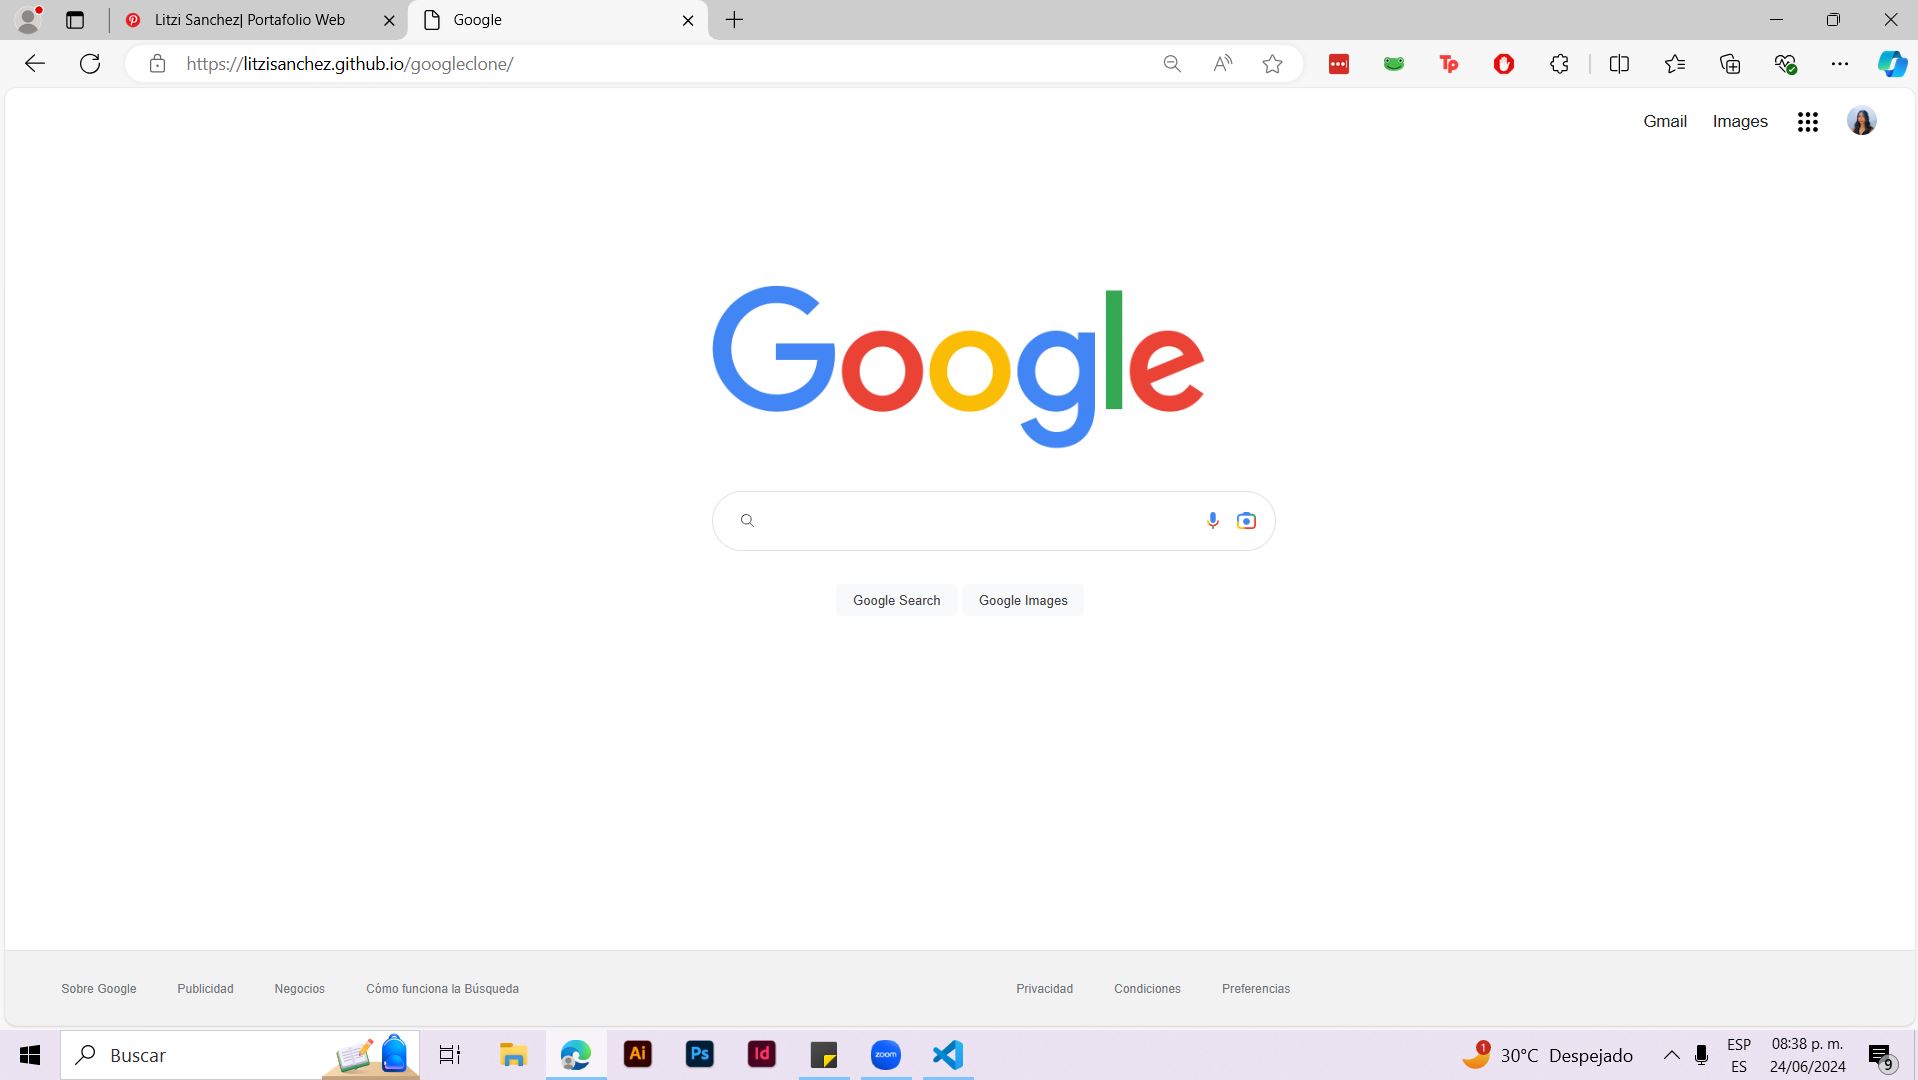 Litzi Sanchez| Portafolio Web
Google
https://litzisanchez.github.io/googleclone/
Gmail Images
Google
Google Search Google Images
Sobre Google Publicidad Negocios Cómo funciona la Búsqueda Privacidad Condiciones Preferencias
Buscar
Ai Ps Id zoom
1 30°C Despejado
ESP
ES
08:38 p. m.
24/06/2024
9
Tp